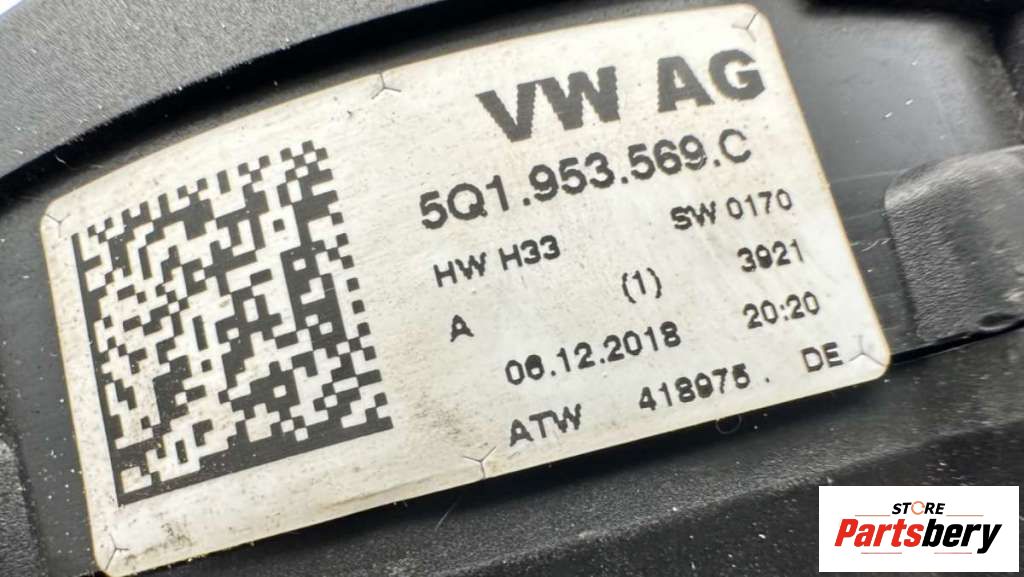 VW AG
5Q1.953.569.C
HW H33 SW 0170
A (1) 3921
06.12.2018 20:20
ATW 418975. DE
STORE
Partsbery